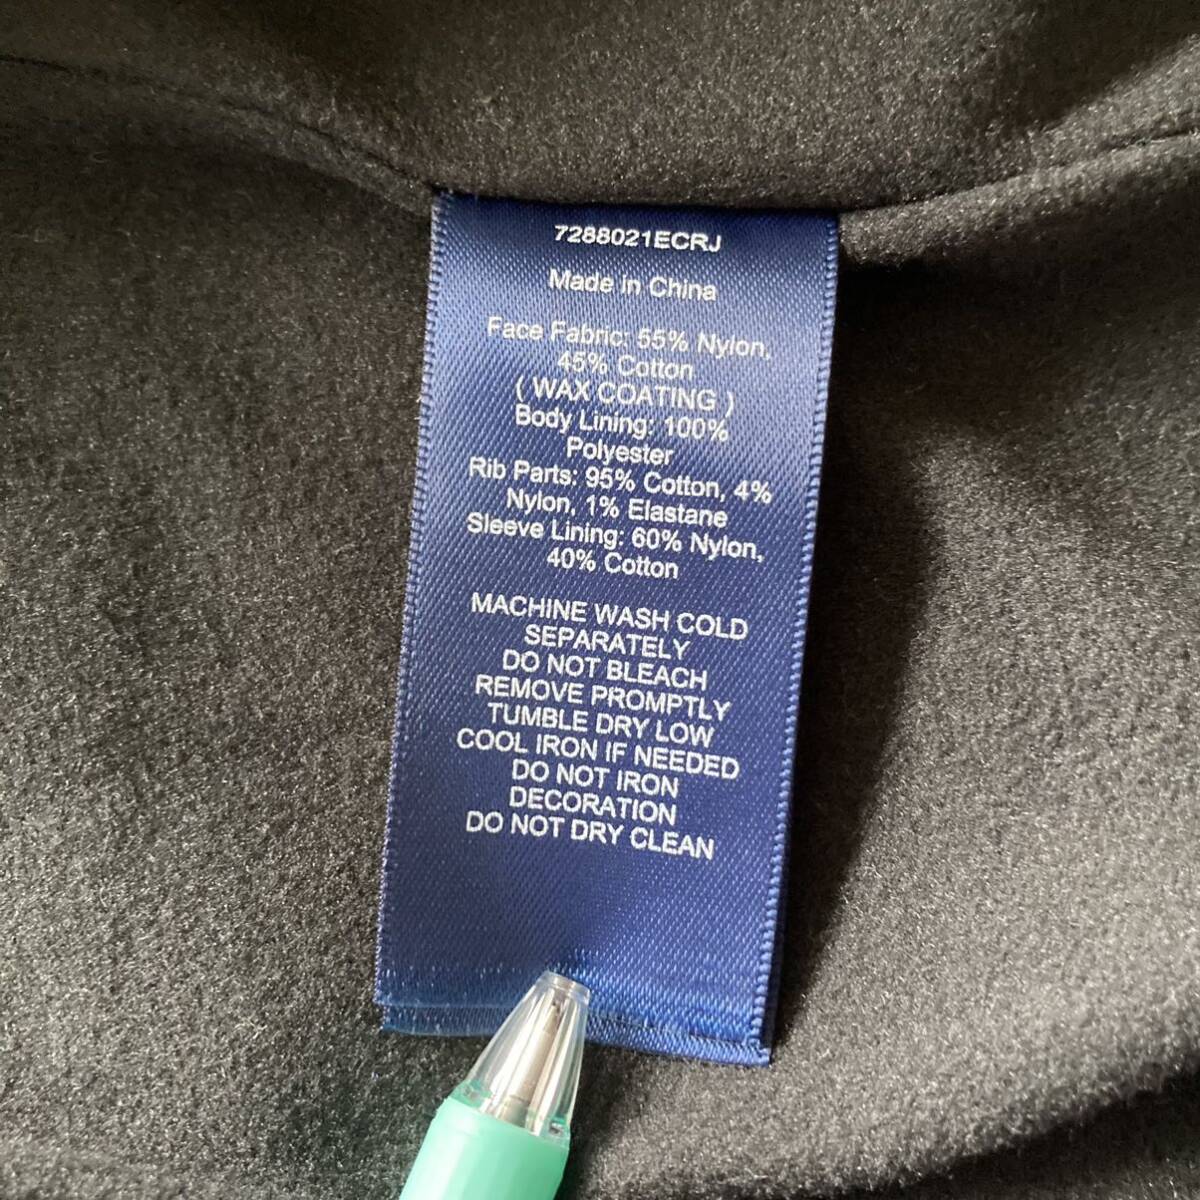 7288021ECRJ
Made in China
Face Fabric: 55% Nylon,
45% Cotton
( WAX COATING )
Body Lining: 100%
Polyester
Rib Parts: 95% Cotton, 4%
Nylon, 1% Elastane
Sleeve Lining: 60% Nylon,
40% Cotton
MACHINE WASH COLD
SEPARATELY
DO NOT BLEACH
REMOVE PROMPTLY
TUMBLE DRY LOW
COOL IRON IF NEEDED
DO NOT IRON
DECORATION
DO NOT DRY CLEAN